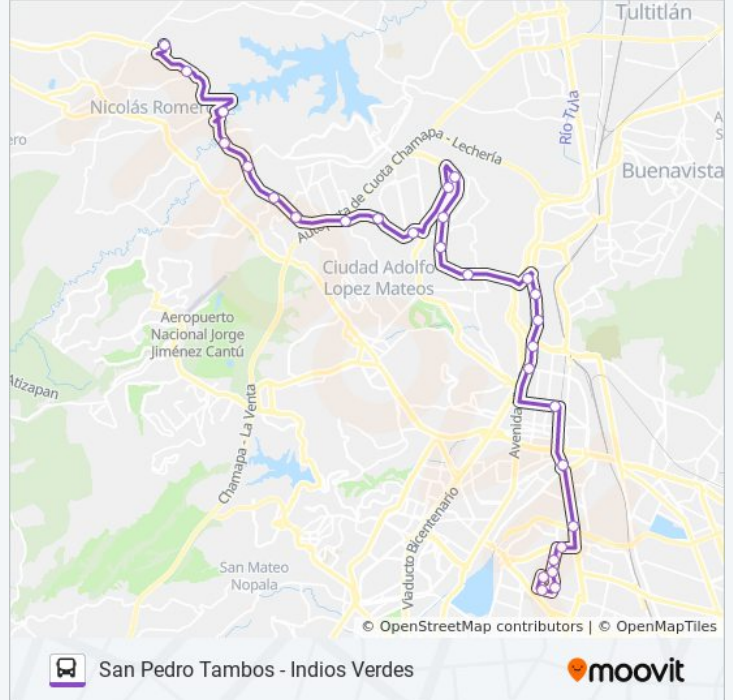 Tultitlán
Nicolás Romer
ero
Río Tula
A
S
Autopista de Cuota Chamapa - Lechería
Buenavista
Ciudad Adolfo
Lopez Mateos
Aeropuerto
Nacional Jorge
Jiménez Cantú
Atizapan
Chamapa - La Venta
Avenida
Viaducto Bicentenario
San Mateo
Nopala
© OpenStreetMap contributors | © OpenMapTiles
San Pedro Tambos - Indios Verdes
moovit